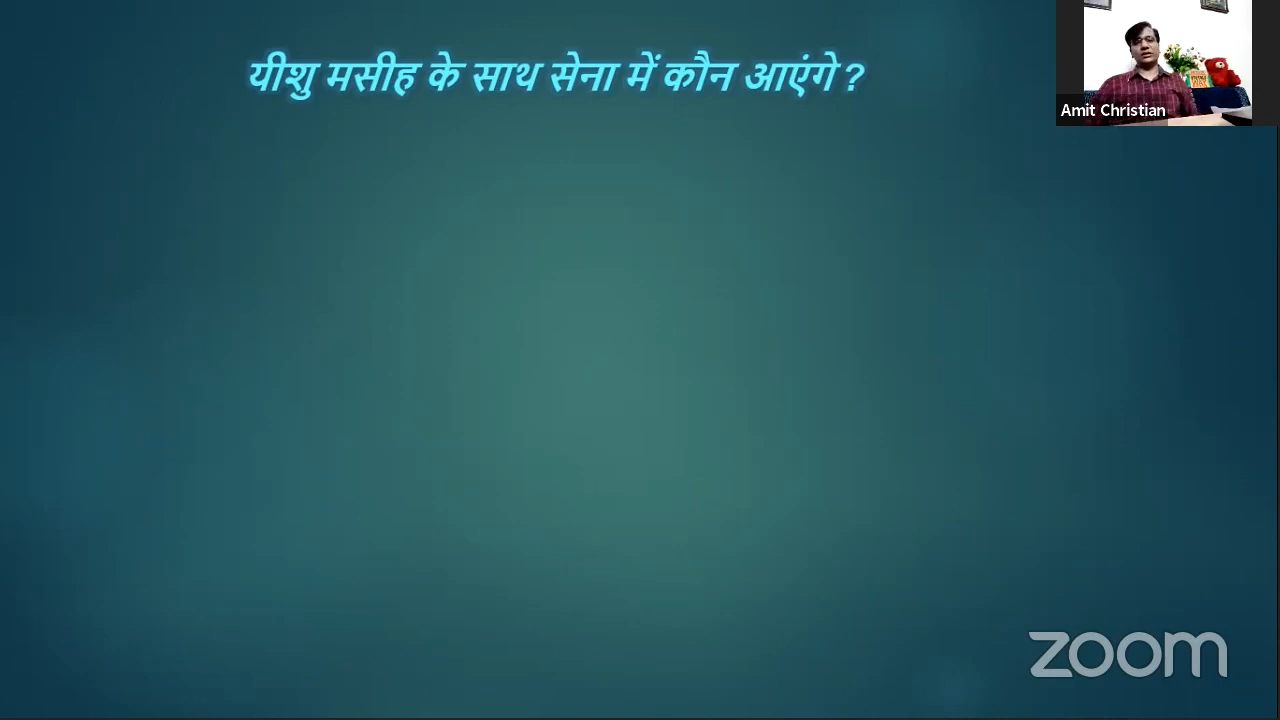 यीशु मसीह के साथ सेना में कौन आएंगे ?
Amit Christian
zoom